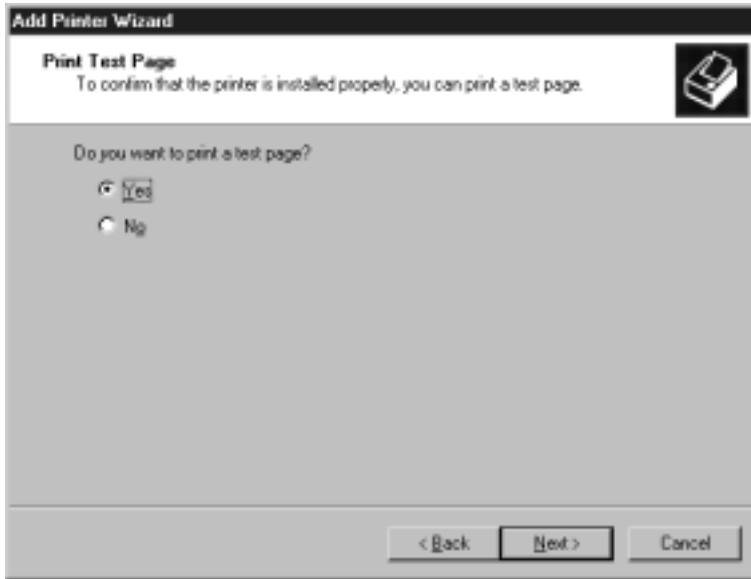 Add Printer Wizard
Print Test Page
To confirm that the printer is installed properly, you can print a test page.
Do you want to print a test page?
Yes
No
< Back Next > Cancel